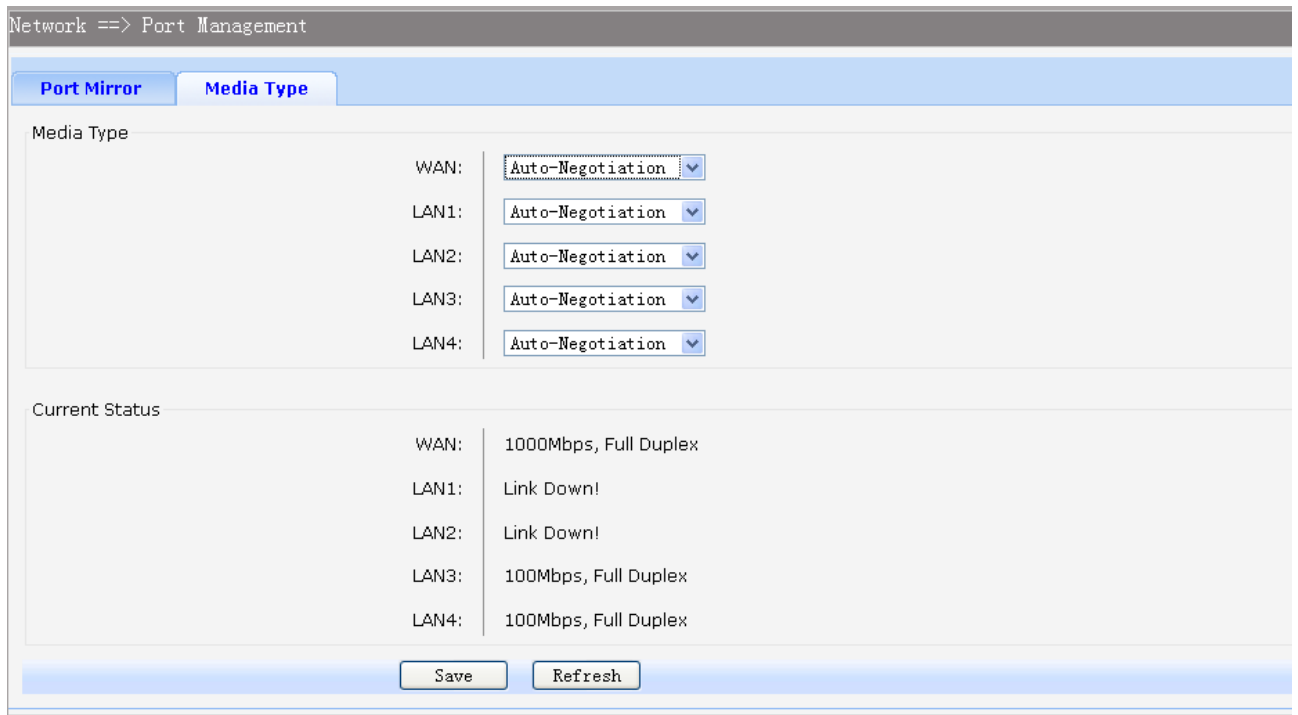 Network ==> Port Management
Port Mirror Media Type
Media Type
WAN: Auto-Negotiation
LAN1: Auto-Negotiation
LAN2: Auto-Negotiation
LAN3: Auto-Negotiation
LAN4: Auto-Negotiation
Current Status
WAN: 1000Mbps, Full Duplex
LAN1: Link Down!
LAN2: Link Down!
LAN3: 100Mbps, Full Duplex
LAN4: 100Mbps, Full Duplex
Save Refresh